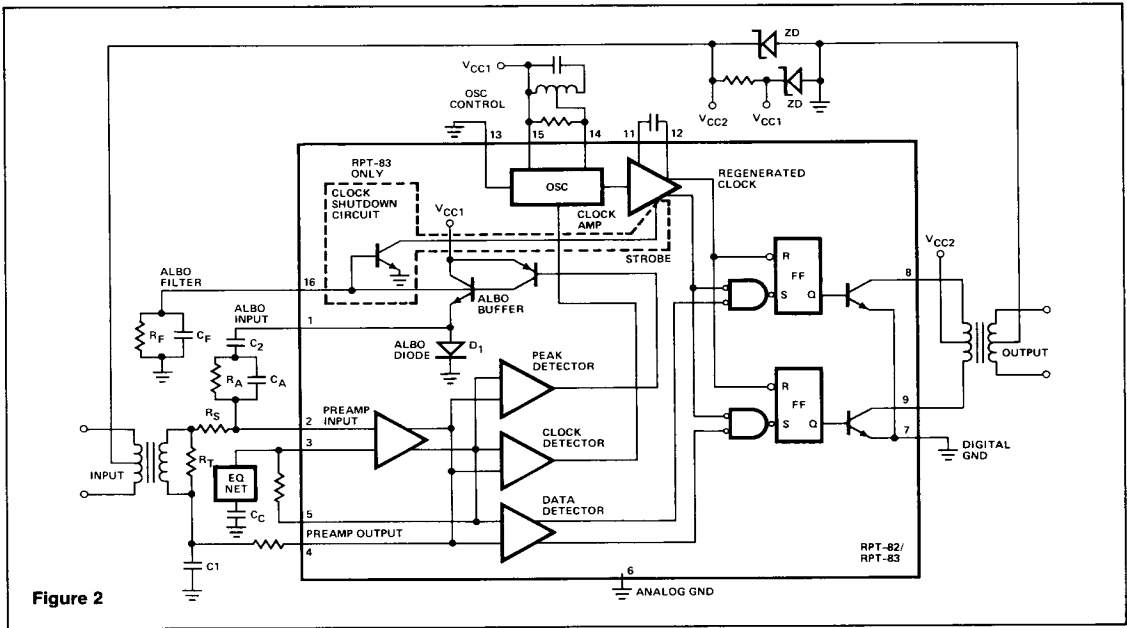 ZD
VCC1
OSC
CONTROL
ZD
VCC2
VCC1
13
15
14
11
12
RPT-83
ONLY
CLOCK
SHUTDOWN
CIRCUIT
OSC
REGENERATED
CLOCK
CLOCK
AMP
VCC1
STROBE
VCC2
R
FF
S
Q
8
ALBO
FILTER
16
ALBO
BUFFER
ALBO
INPUT
1
RF
CF
C2
ALBO
DIODE
D1
OUTPUT
PEAK
DETECTOR
RA
CA
R
FF
S
Q
9
RS
2
PREAMP
INPUT
3
7
CLOCK
DETECTOR
DIGITAL
GND
INPUT
RT
EQ
NET
CC
DATA
DETECTOR
5
PREAMP OUTPUT
4
C1
RPT-82/
RPT-83
6
ANALOG GND
Figure 2